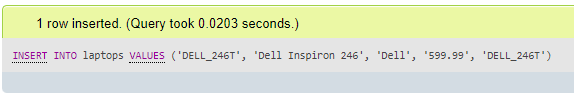 1 row inserted. (Query took 0.0203 seconds.)
INSERT INTO laptops VALUES ('DELL_246T', 'Dell Inspiron 246', 'Dell', '599.99', 'DELL_246T')